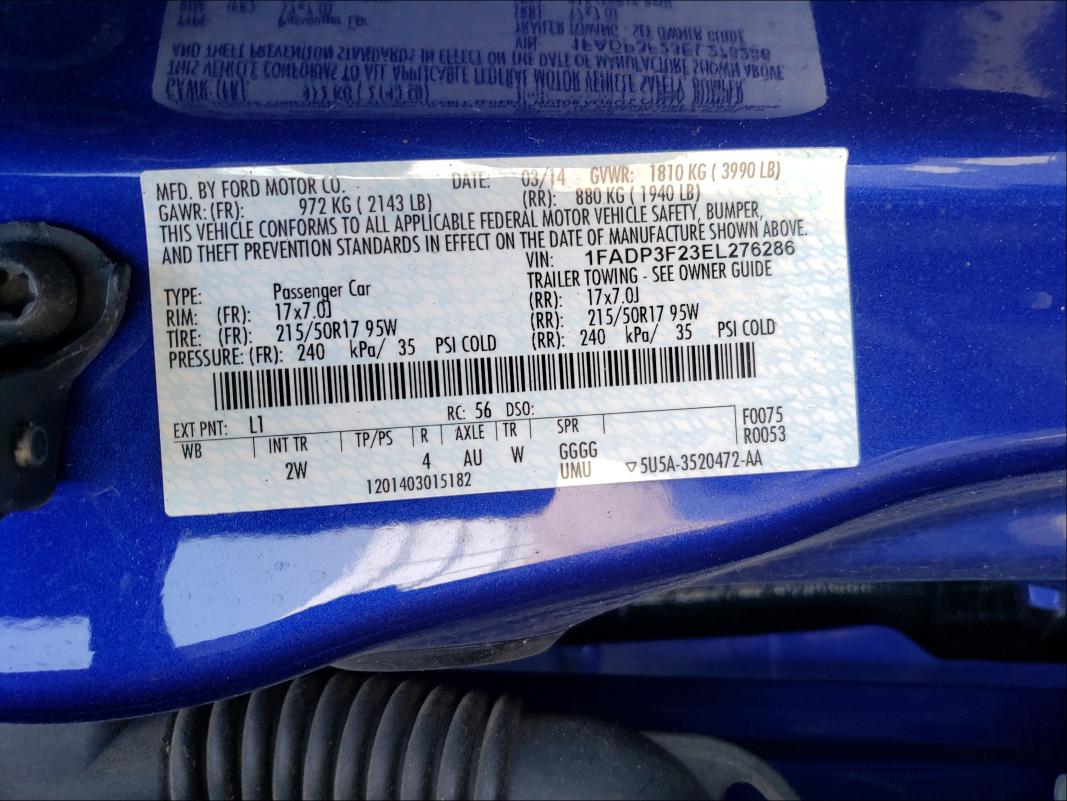 MFD. BY FORD MOTOR CO. DATE: 03/14 GVWR: 1810 KG ( 3990 LB)
GAWR: (FR): 972 KG ( 2143 LB) (RR): 880 KG ( 1940 LB)
THIS VEHICLE CONFORMS TO ALL APPLICABLE FEDERAL MOTOR VEHICLE SAFETY, BUMPER,
AND THEFT PREVENTION STANDARDS IN EFFECT ON THE DATE OF MANUFACTURE SHOWN ABOVE.
VIN: 1FADP3F23EL276286
TYPE: Passenger Car TRAILER TOWING - SEE OWNER GUIDE
RIM: (FR): 17x7.0J (RR): 17x7.0J
TIRE: (FR): 215/50R17 95W (RR): 215/50R17 95W
PRESSURE: (FR): 240 kPa/ 35 PSI COLD (RR): 240 kPa/ 35 PSI COLD
EXT PNT: L1 RC: 56 DSO: F0075
WB INT TR TP/PS R AXLE TR SPR R0053
2W 4 AU W GGGG
UMU ▽5U5A-3520472-AA
1201403015182